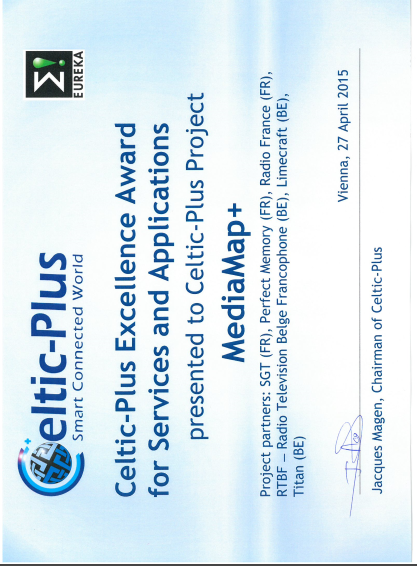 Celtic-Plus
Smart Connected World
EUREKA
Celtic-Plus Excellence Award
for Services and Applications
presented to Celtic-Plus Project
MediaMap+
Project partners: SGT (FR), Perfect Memory (FR), Radio France (FR),
RTBF – Radio Television Belge Francophone (BE), Limecraft (BE),
Titan (BE)
Vienna, 27 April 2015
Jacques Magen, Chairman of Celtic-Plus